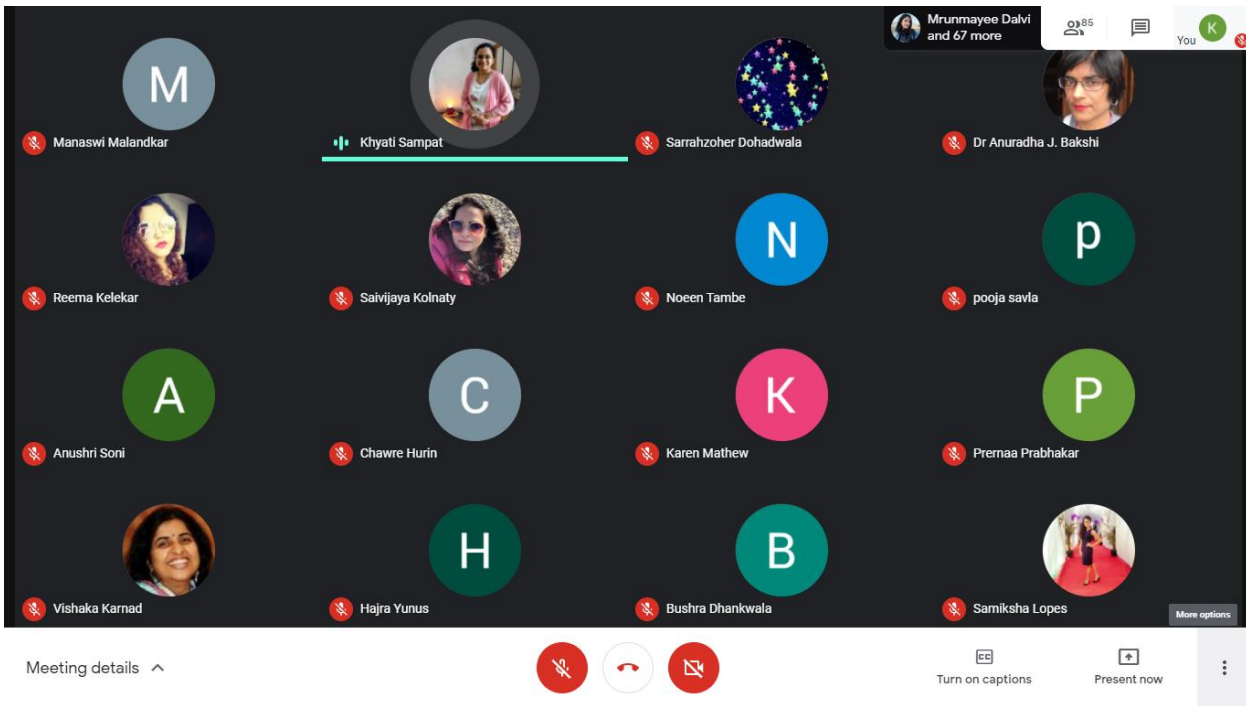 Mrunmayee Dalvi
and 67 more
85
You
K
M
Manaswi Malandkar
Khyati Sampat
Sarrahzoher Dohadwala
Dr Anuradha J. Bakshi
Reema Kelekar
Saivijaya Kolnaty
N
Noeen Tambe
p
pooja savla
A
Anushri Soni
C
Chawre Hurin
K
Karen Mathew
P
Prernaa Prabhakar
Vishaka Karnad
H
Hajra Yunus
B
Bushra Dhankwala
Samiksha Lopes
More options
Meeting details
CC
Turn on captions
Present now